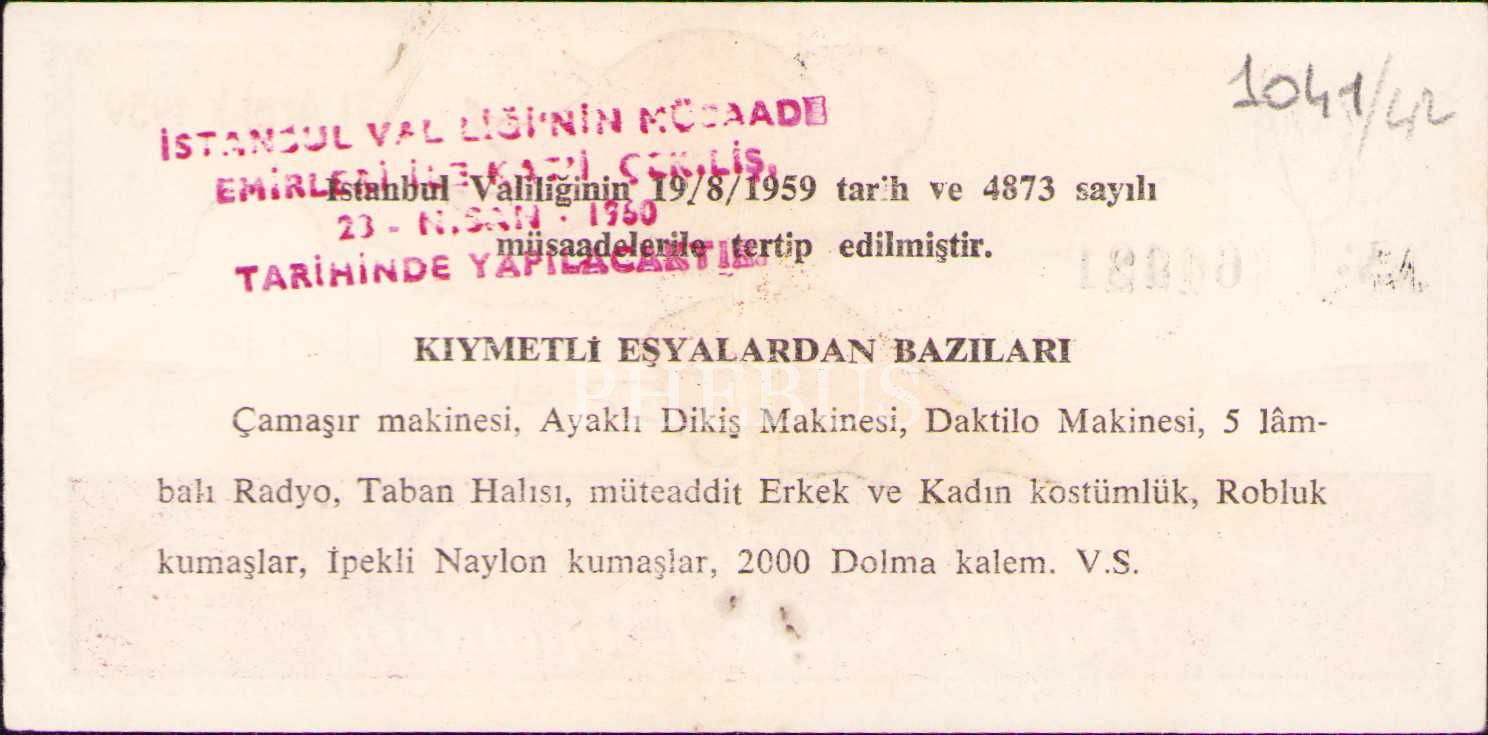 1041/42
İSTANBUL VALİLİĞİ'NİN MÜSAADE
EMİRLERİ İLE KAT'İ ÇEKİLİŞ,
23 - NİSAN - 1960
TARİHİNDE YAPILACAKTIR.
İstanbul Valiliğinin 19/8/1959 tarih ve 4873 sayılı
müsaadelerile tertip edilmiştir.
KIYMETLİ EŞYALARDAN BAZILARI
PHEBUS
Çamaşır makinesi, Ayaklı Dikiş Makinesi, Daktilo Makinesi, 5 lâm-
balı Radyo, Taban Halısı, müteaddit Erkek ve Kadın kostümlük, Robluk
kumaşlar, İpekli Naylon kumaşlar, 2000 Dolma kalem. V.S.